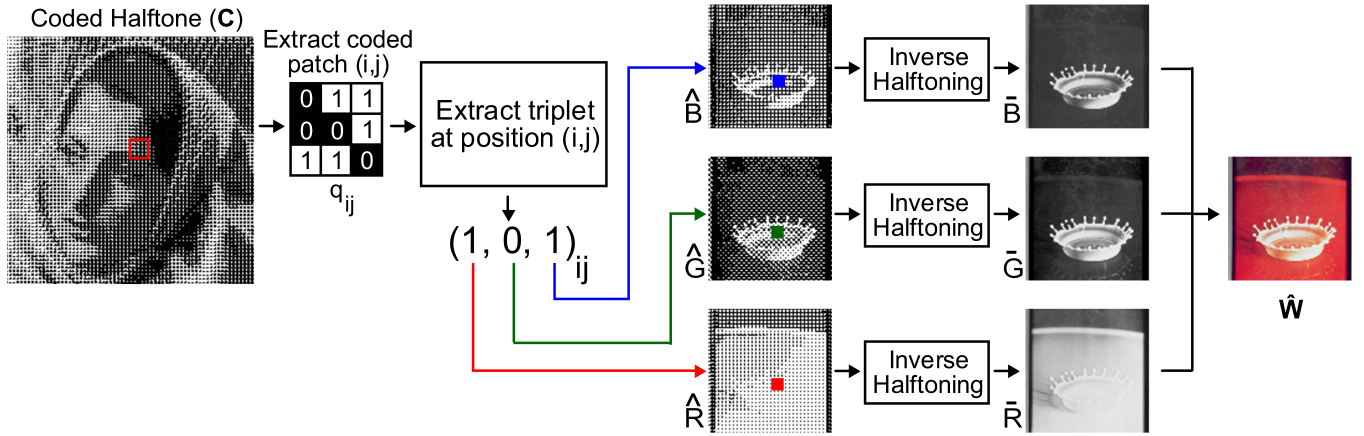 Coded Halftone (C)
Extract coded
patch (i,j)
0 1 1
0 0 1
1 1 0
q_ij
Extract triplet
at position (i,j)
(1, 0, 1)_ij
B̂
Inverse
Halftoning
B̄
Ĝ
Inverse
Halftoning
Ḡ
R̂
Inverse
Halftoning
R̄
Ŵ